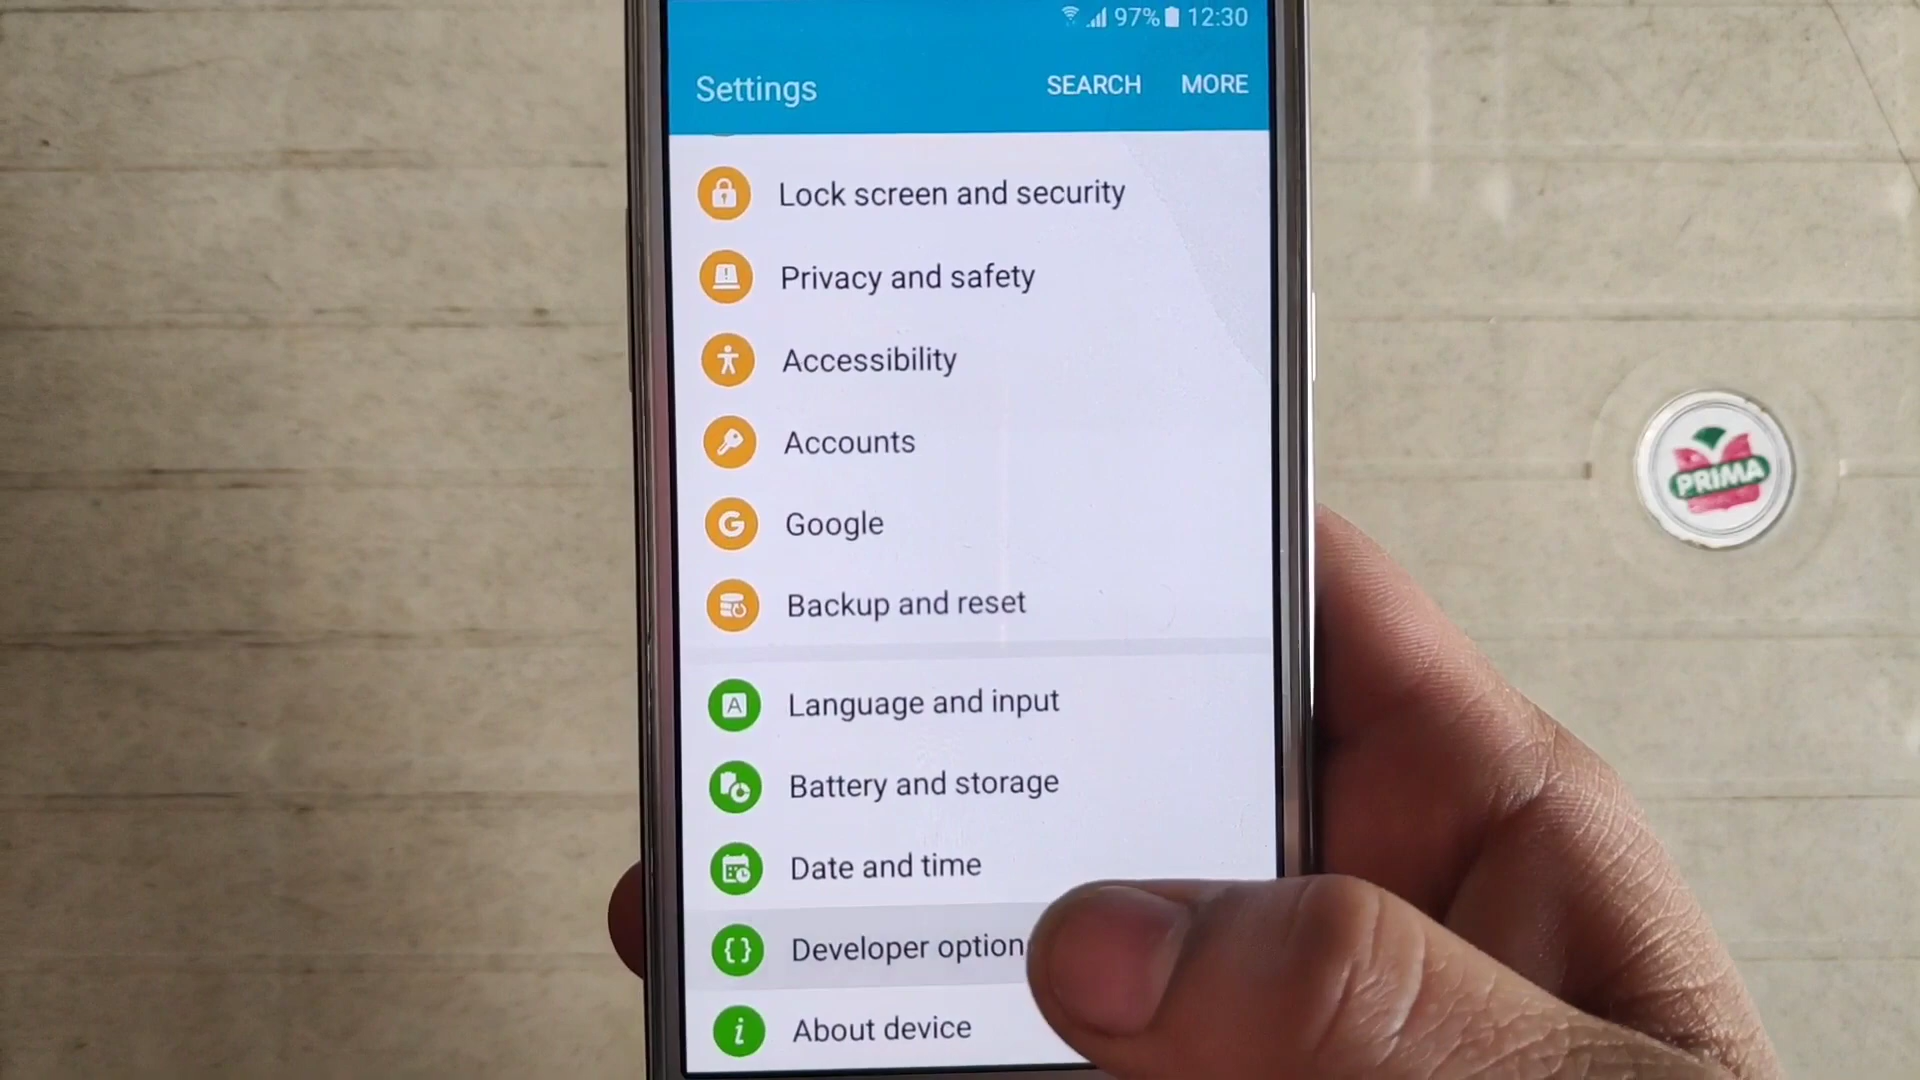 97% 12:30
Settings SEARCH MORE
Lock screen and security
Privacy and safety
Accessibility
Accounts
Google
Backup and reset
A Language and input
Battery and storage
Date and time
Developer option
About device
PRIMA